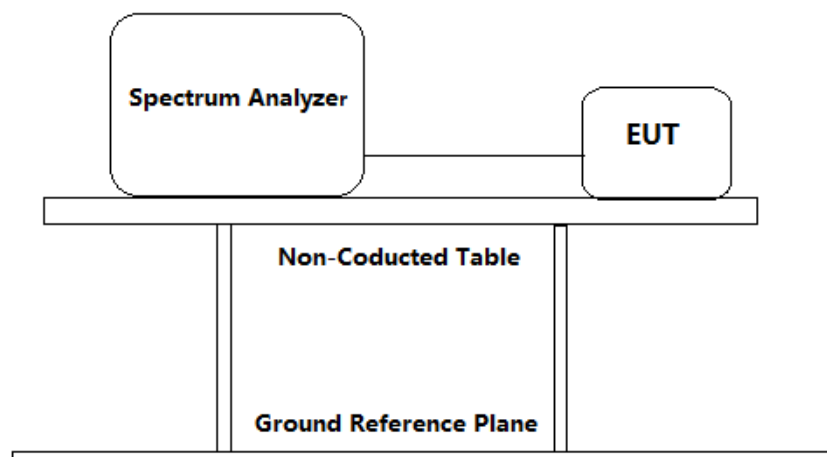 Spectrum Analyzer
EUT
Non-Coducted Table
Ground Reference Plane